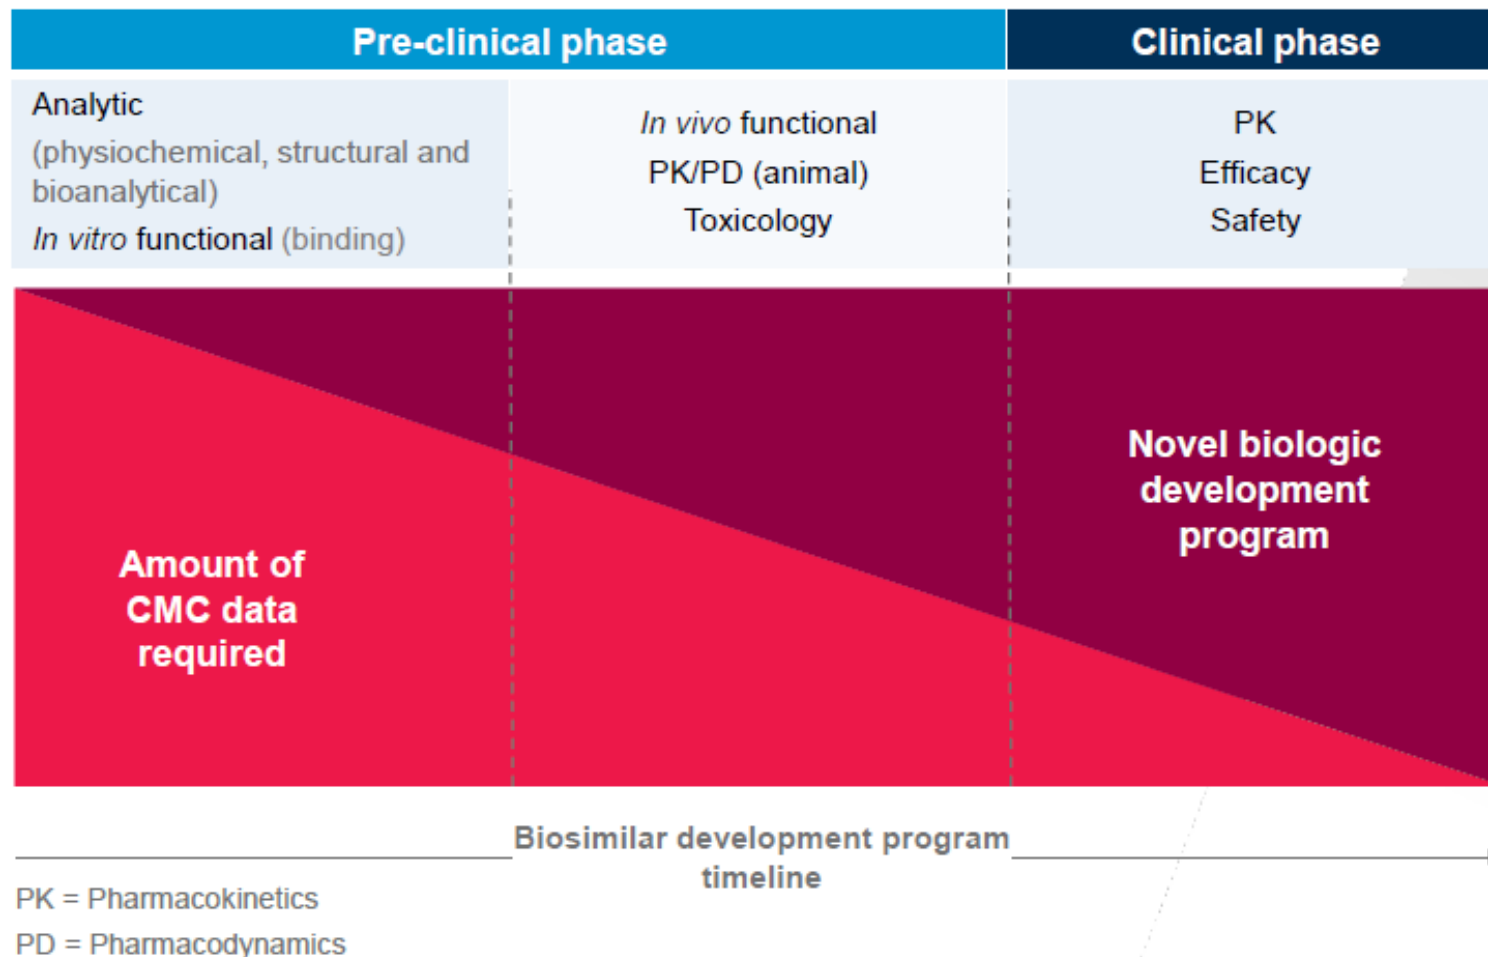 Pre-clinical phase
Clinical phase
Analytic
(physiochemical, structural and
bioanalytical)
In vitro functional (binding)
In vivo functional
PK/PD (animal)
Toxicology
PK
Efficacy
Safety
Amount of
CMC data
required
Novel biologic
development
program
Biosimilar development program
timeline
PK = Pharmacokinetics
PD = Pharmacodynamics